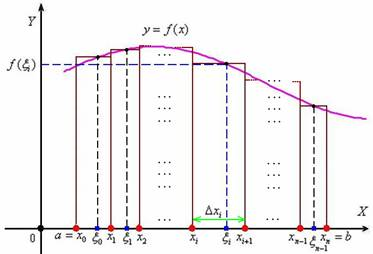 Y
y = f(x)
...
f(ξi)
... ...
... ...
... ...
... ...
... ...
... Δxi ...
X
0 a = x0 ξ0 x1 ξ1 x2 xi ξi xi+1 xn−1 ξn−1 xn = b